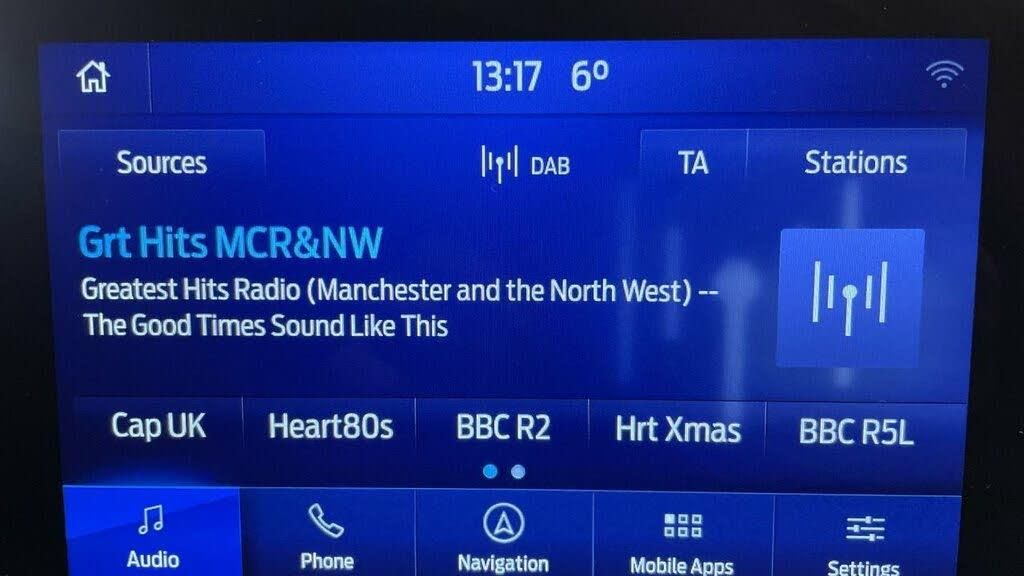 13:17 6º
Sources DAB TA Stations
Grt Hits MCR&NW
Greatest Hits Radio (Manchester and the North West) --
The Good Times Sound Like This
Cap UK Heart80s BBC R2 Hrt Xmas BBC R5L
Audio Phone Navigation Mobile Apps Settings